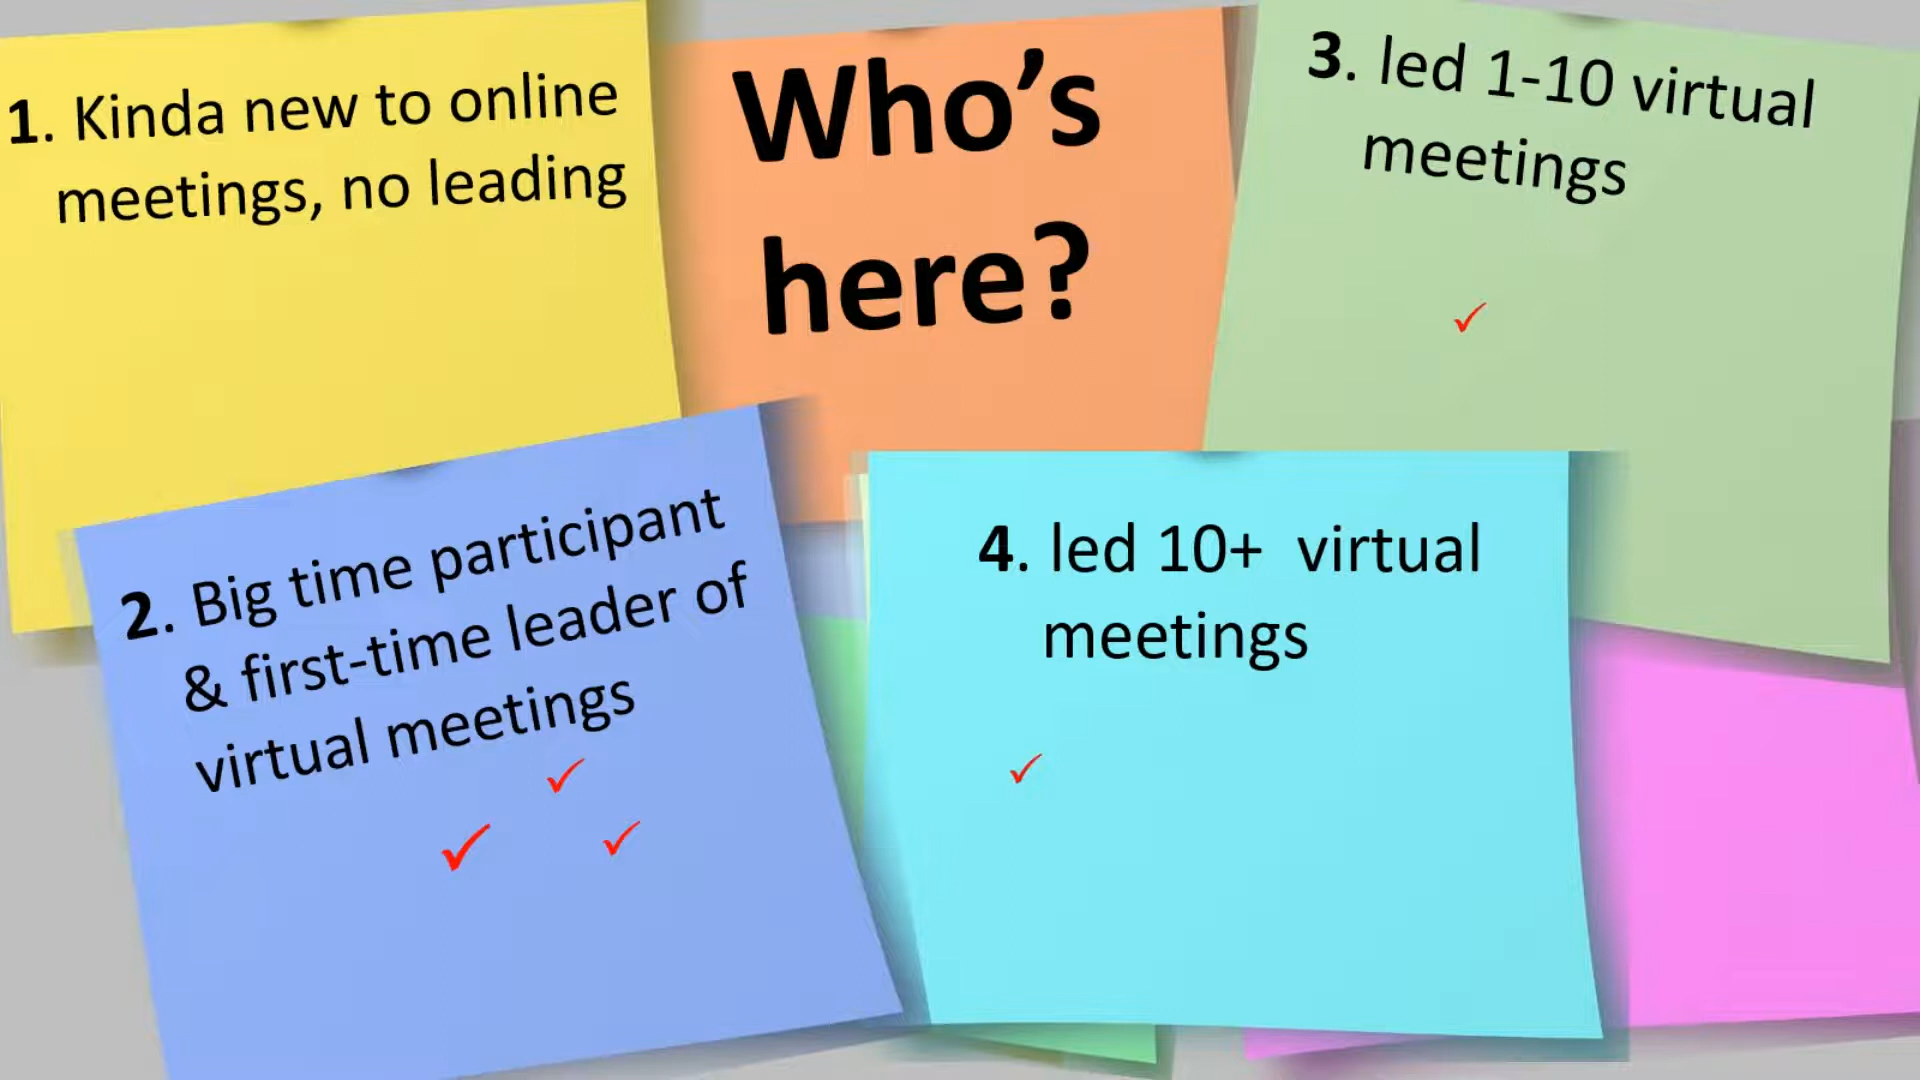 Who's
here?
1. Kinda new to online
meetings, no leading
2. Big time participant
& first-time leader of
virtual meetings
3. led 1-10 virtual
meetings
4. led 10+  virtual
meetings